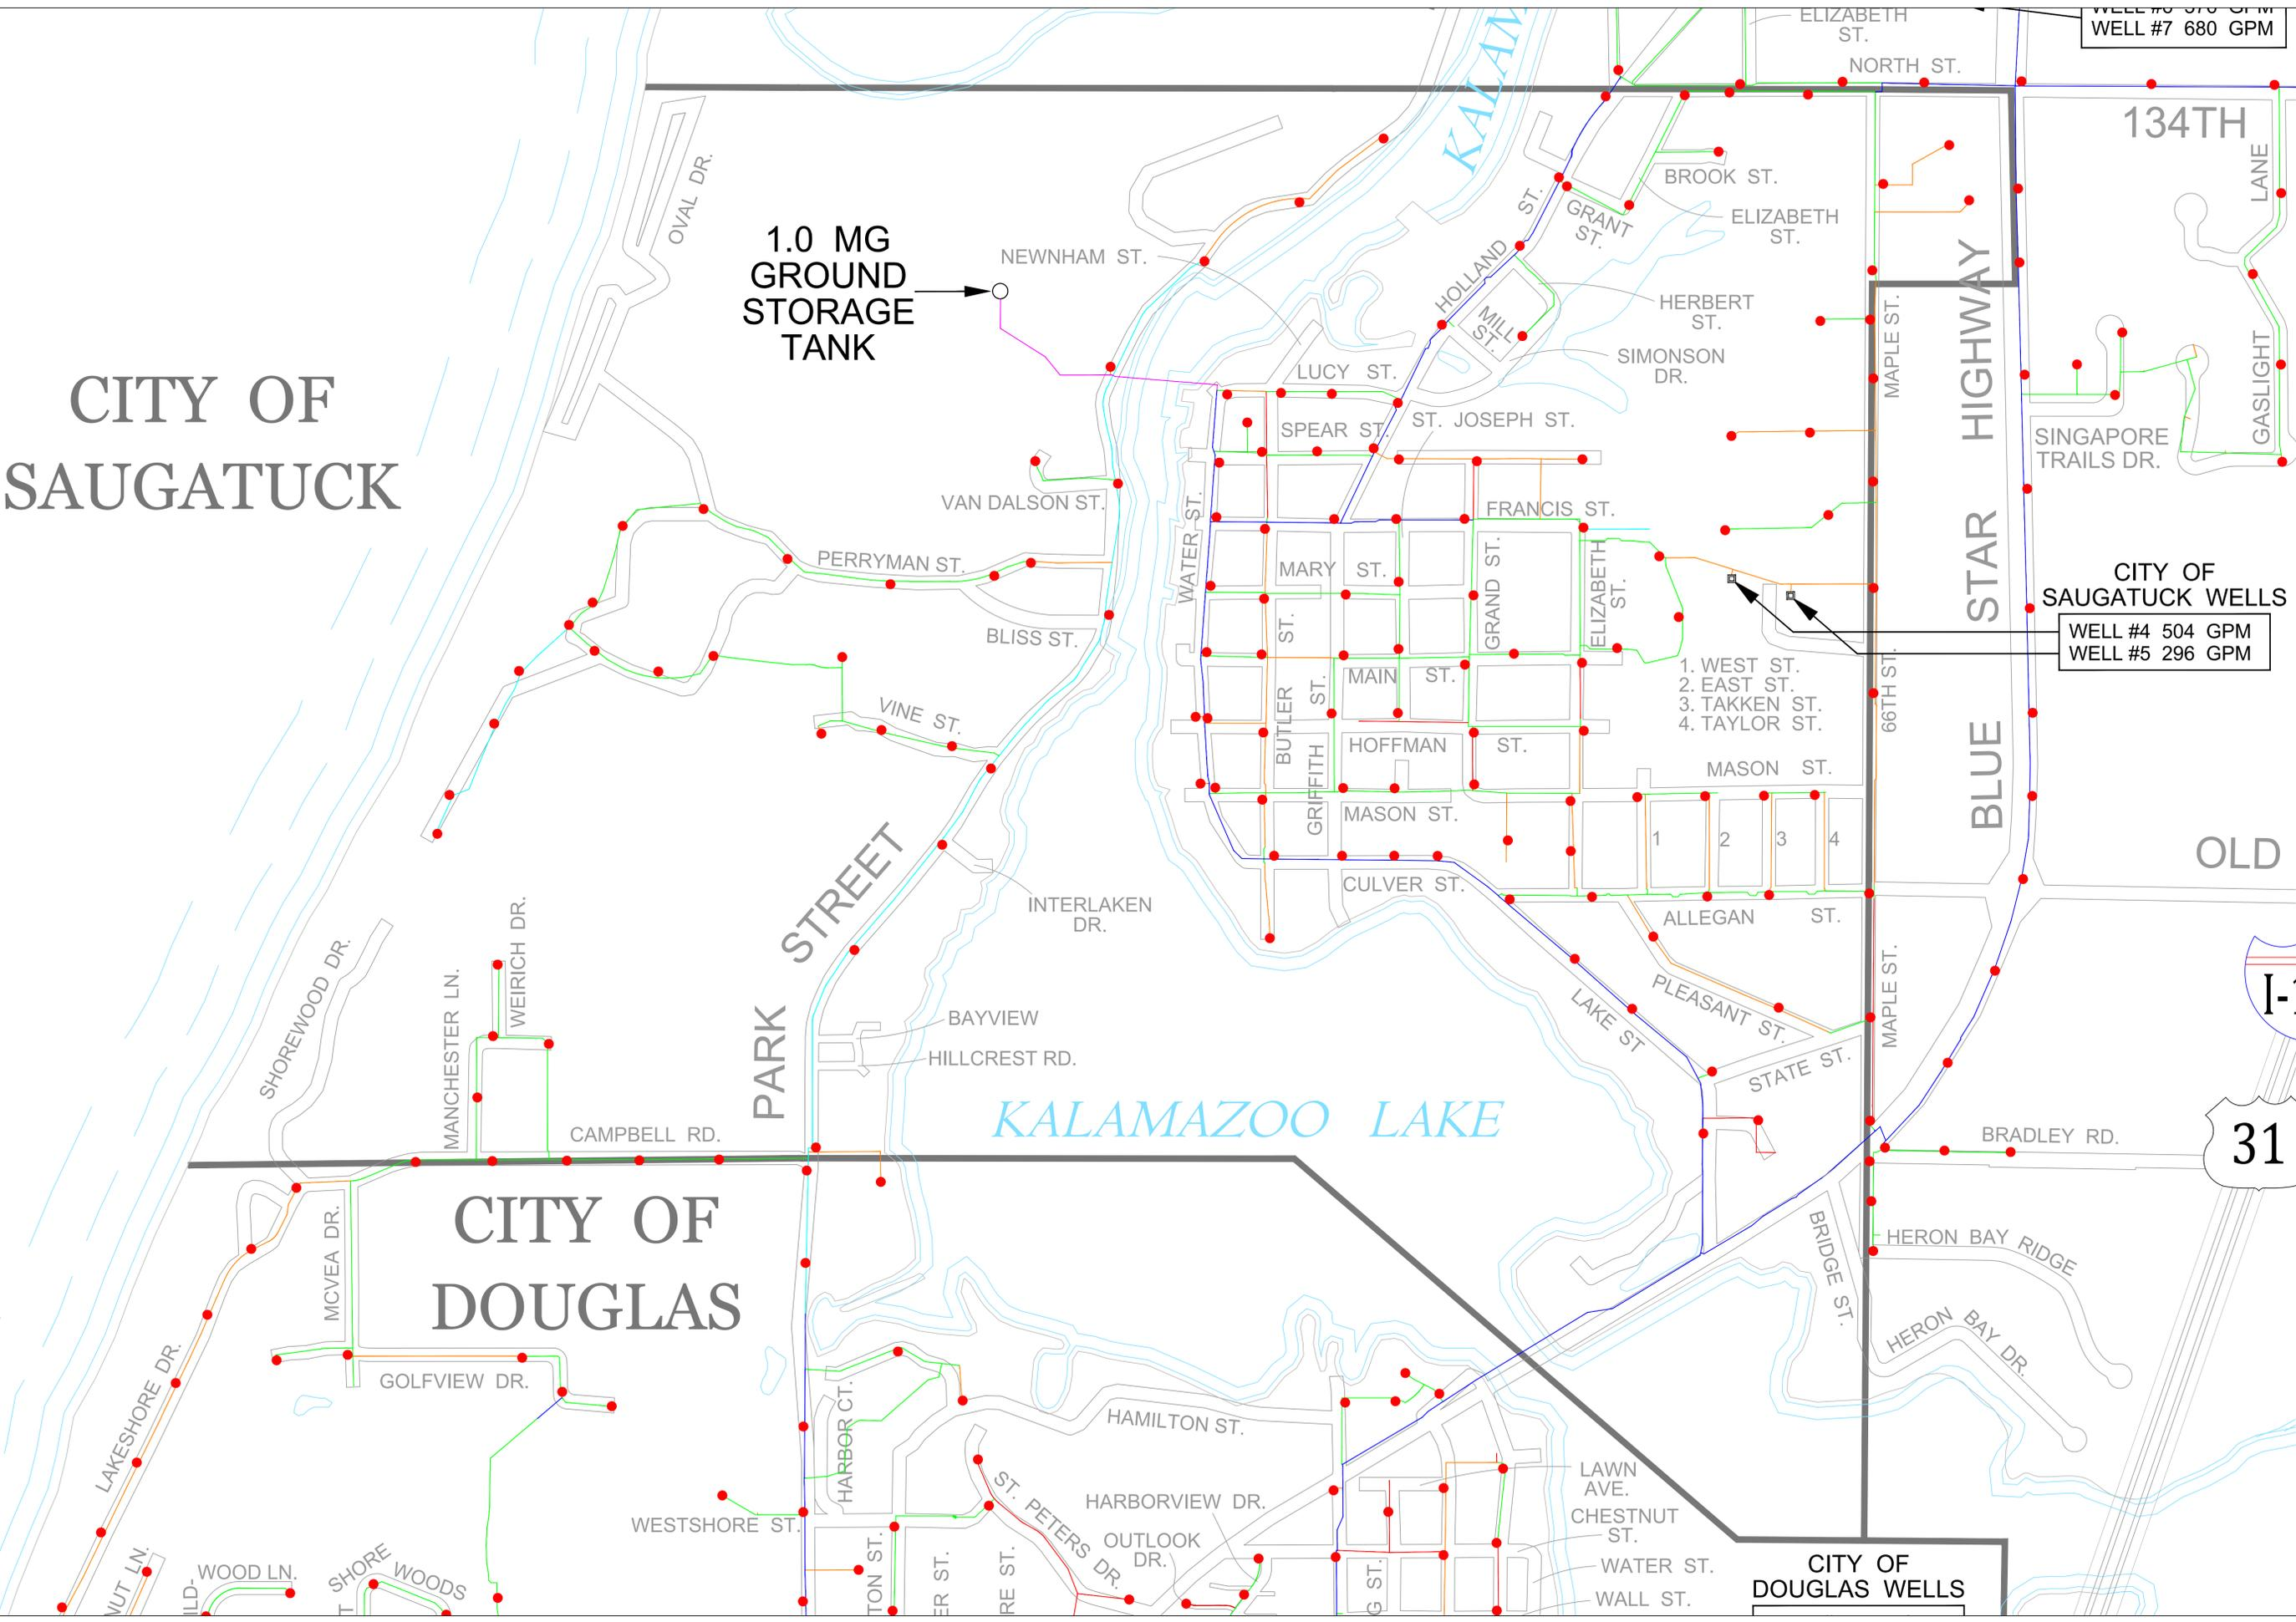 ELIZABETH
ST.
WELL #7 680 GPM
NORTH ST.
KALAM
134TH
OVAL DR.
LANE
BROOK ST.
ELIZABETH
ST.
GRANT
ST.
ST.
HOLLAND
1.0 MG
GROUND
STORAGE
TANK
NEWNHAM ST.
HERBERT
ST.
MILL
ST.
SIMONSON
DR.
MAPLE ST.
HIGHWAY
STAR
BLUE
GASLIGHT
LUCY ST.
CITY OF
SAUGATUCK
SPEAR ST.
ST. JOSEPH ST.
SINGAPORE
TRAILS DR.
VAN DALSON ST.
WATER ST.
FRANCIS ST.
PERRYMAN ST.
MARY ST.
GRAND ST.
ELIZABETH
ST.
CITY OF
SAUGATUCK WELLS
WELL #4 504 GPM
WELL #5 296 GPM
BLISS ST.
BUTLER ST.
MAIN ST.
1. WEST ST.
2. EAST ST.
3. TAKKEN ST.
4. TAYLOR ST.
66TH ST.
VINE ST.
GRIFFITH ST.
HOFFMAN ST.
MASON ST.
MASON ST.
1
2
3
4
OLD
PARK STREET
CULVER ST.
INTERLAKEN
DR.
ALLEGAN ST.
SHOREWOOD DR.
MANCHESTER LN.
WEIRICH DR.
PLEASANT ST.
LAKE ST
MAPLE ST.
BAYVIEW
HILLCREST RD.
STATE ST.
KALAMAZOO LAKE
CAMPBELL RD.
BRADLEY RD.
31
CITY OF
DOUGLAS
MCVEA DR.
BRIDGE ST.
HERON BAY RIDGE
HERON BAY DR.
LAKESHORE DR.
GOLFVIEW DR.
HARBOR CT.
HAMILTON ST.
WESTSHORE ST.
ST. PETERS DR.
HARBORVIEW DR.
OUTLOOK
DR.
LAWN
AVE.
CHESTNUT
ST.
WATER ST.
WALL ST.
WOOD LN.
SHORE WOODS
CITY OF
DOUGLAS WELLS